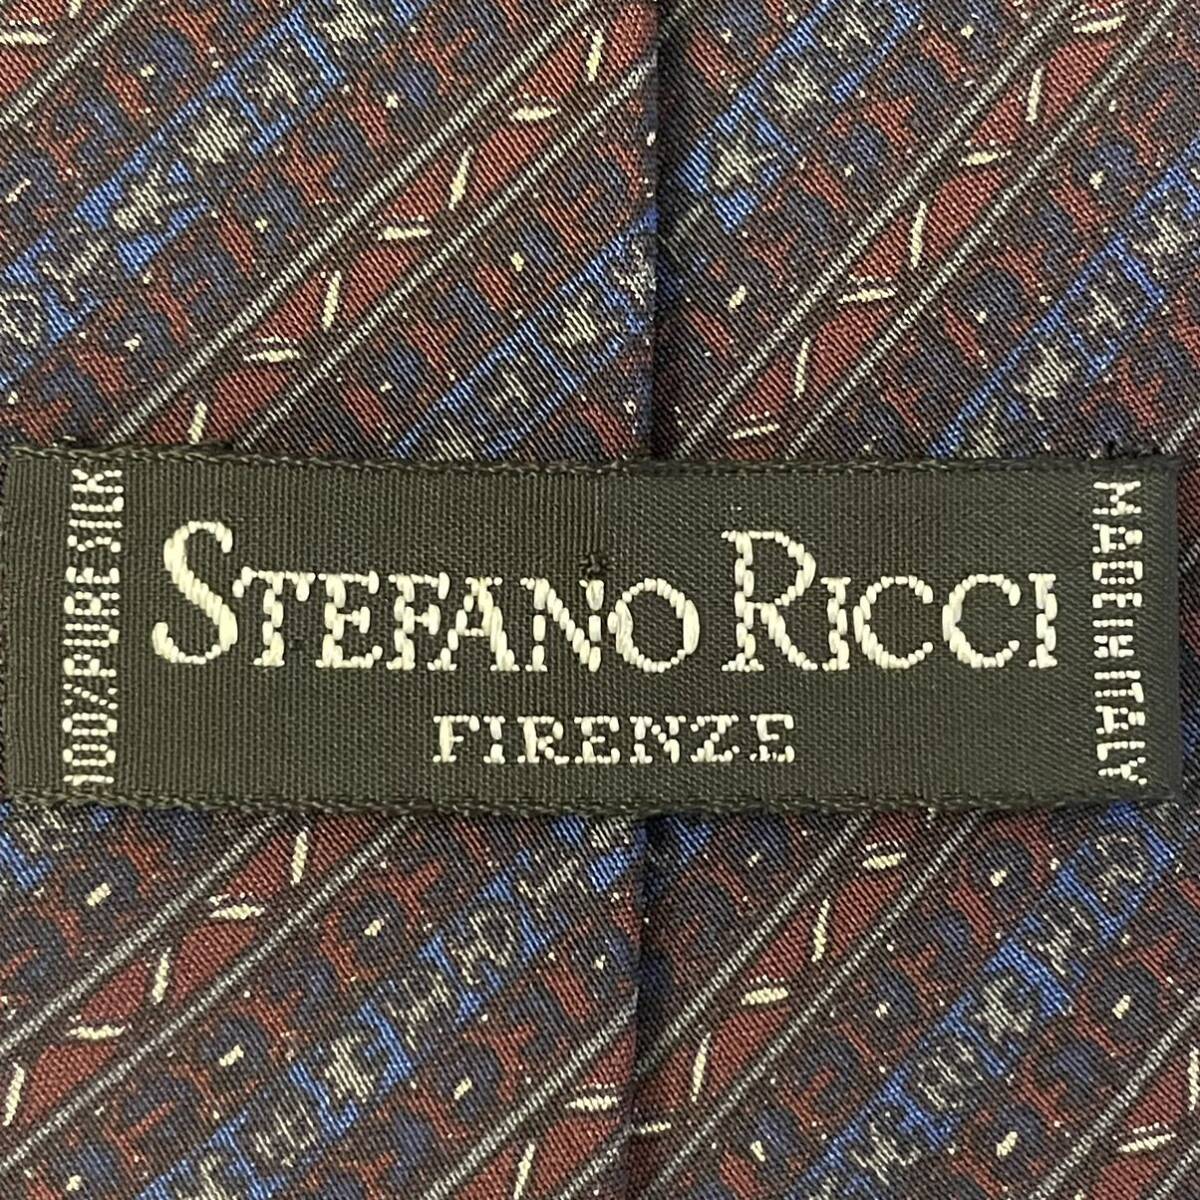 100% PURE SILK
STEFANO RICCI
FIRENZE
MADE IN ITALY